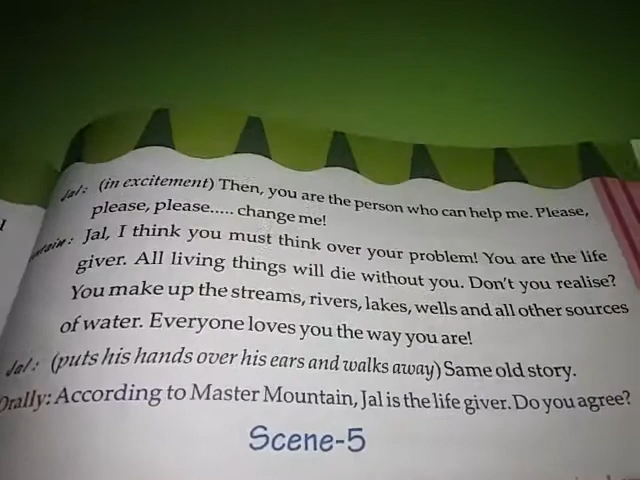 Jal: (in excitement) Then, you are the person who can help me. Please,
please, please..... change me!
Jal, I think you must think over your problem! You are the life
giver. All living things will die without you. Don't you realise?
You make up the streams, rivers, lakes, wells and all other sources
of water. Everyone loves you the way you are!
Jal: (puts his hands over his ears and walks away) Same old story.
Orally: According to Master Mountain, Jal is the life giver. Do you agree?
Scene-5